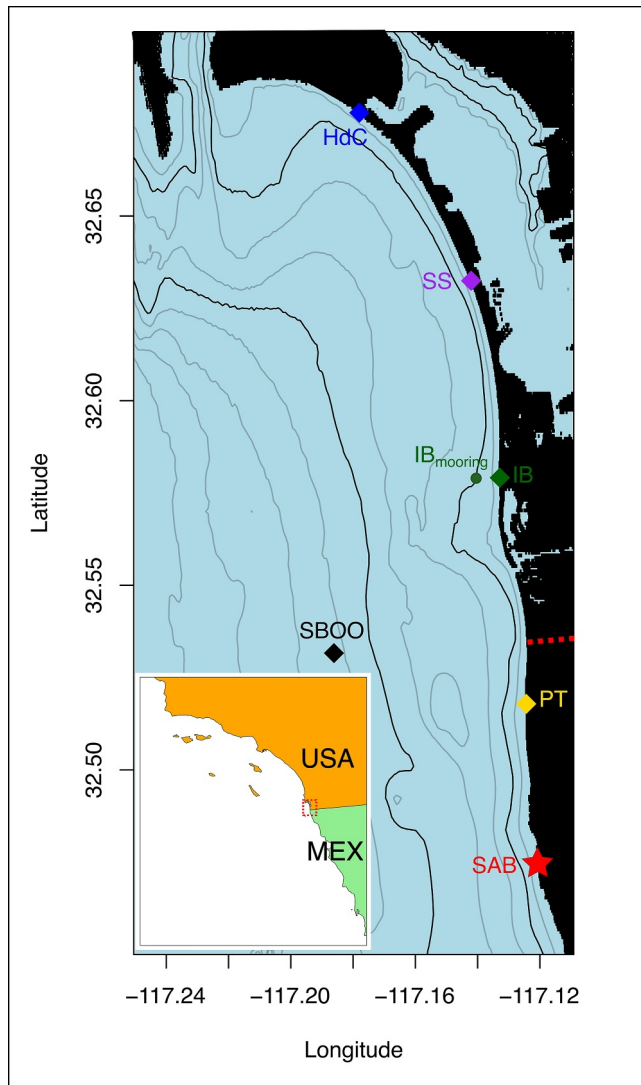 HdC
32.65
SS
32.60
IBmooring
IB
Latitude
32.55
SBOO
PT
32.50
USA
MEX
SAB
−117.24
−117.20
−117.16
−117.12
Longitude